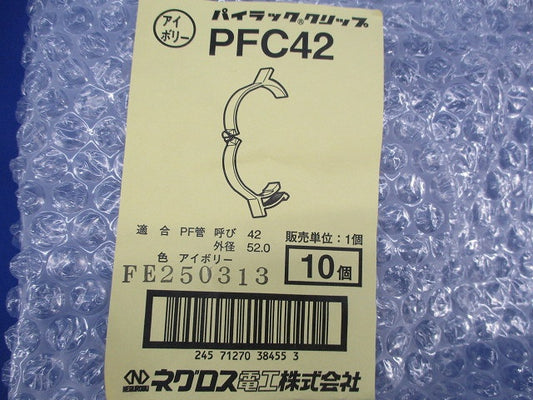 アイ
ボリー
パイラック®クリップ
PFC42
適合 PF管 呼び 42
外径 52.0
色 アイボリー
販売単位：1個
10個
FE250313
245 71270 38455 3
NEGUROSU ネグロス電工株式会社